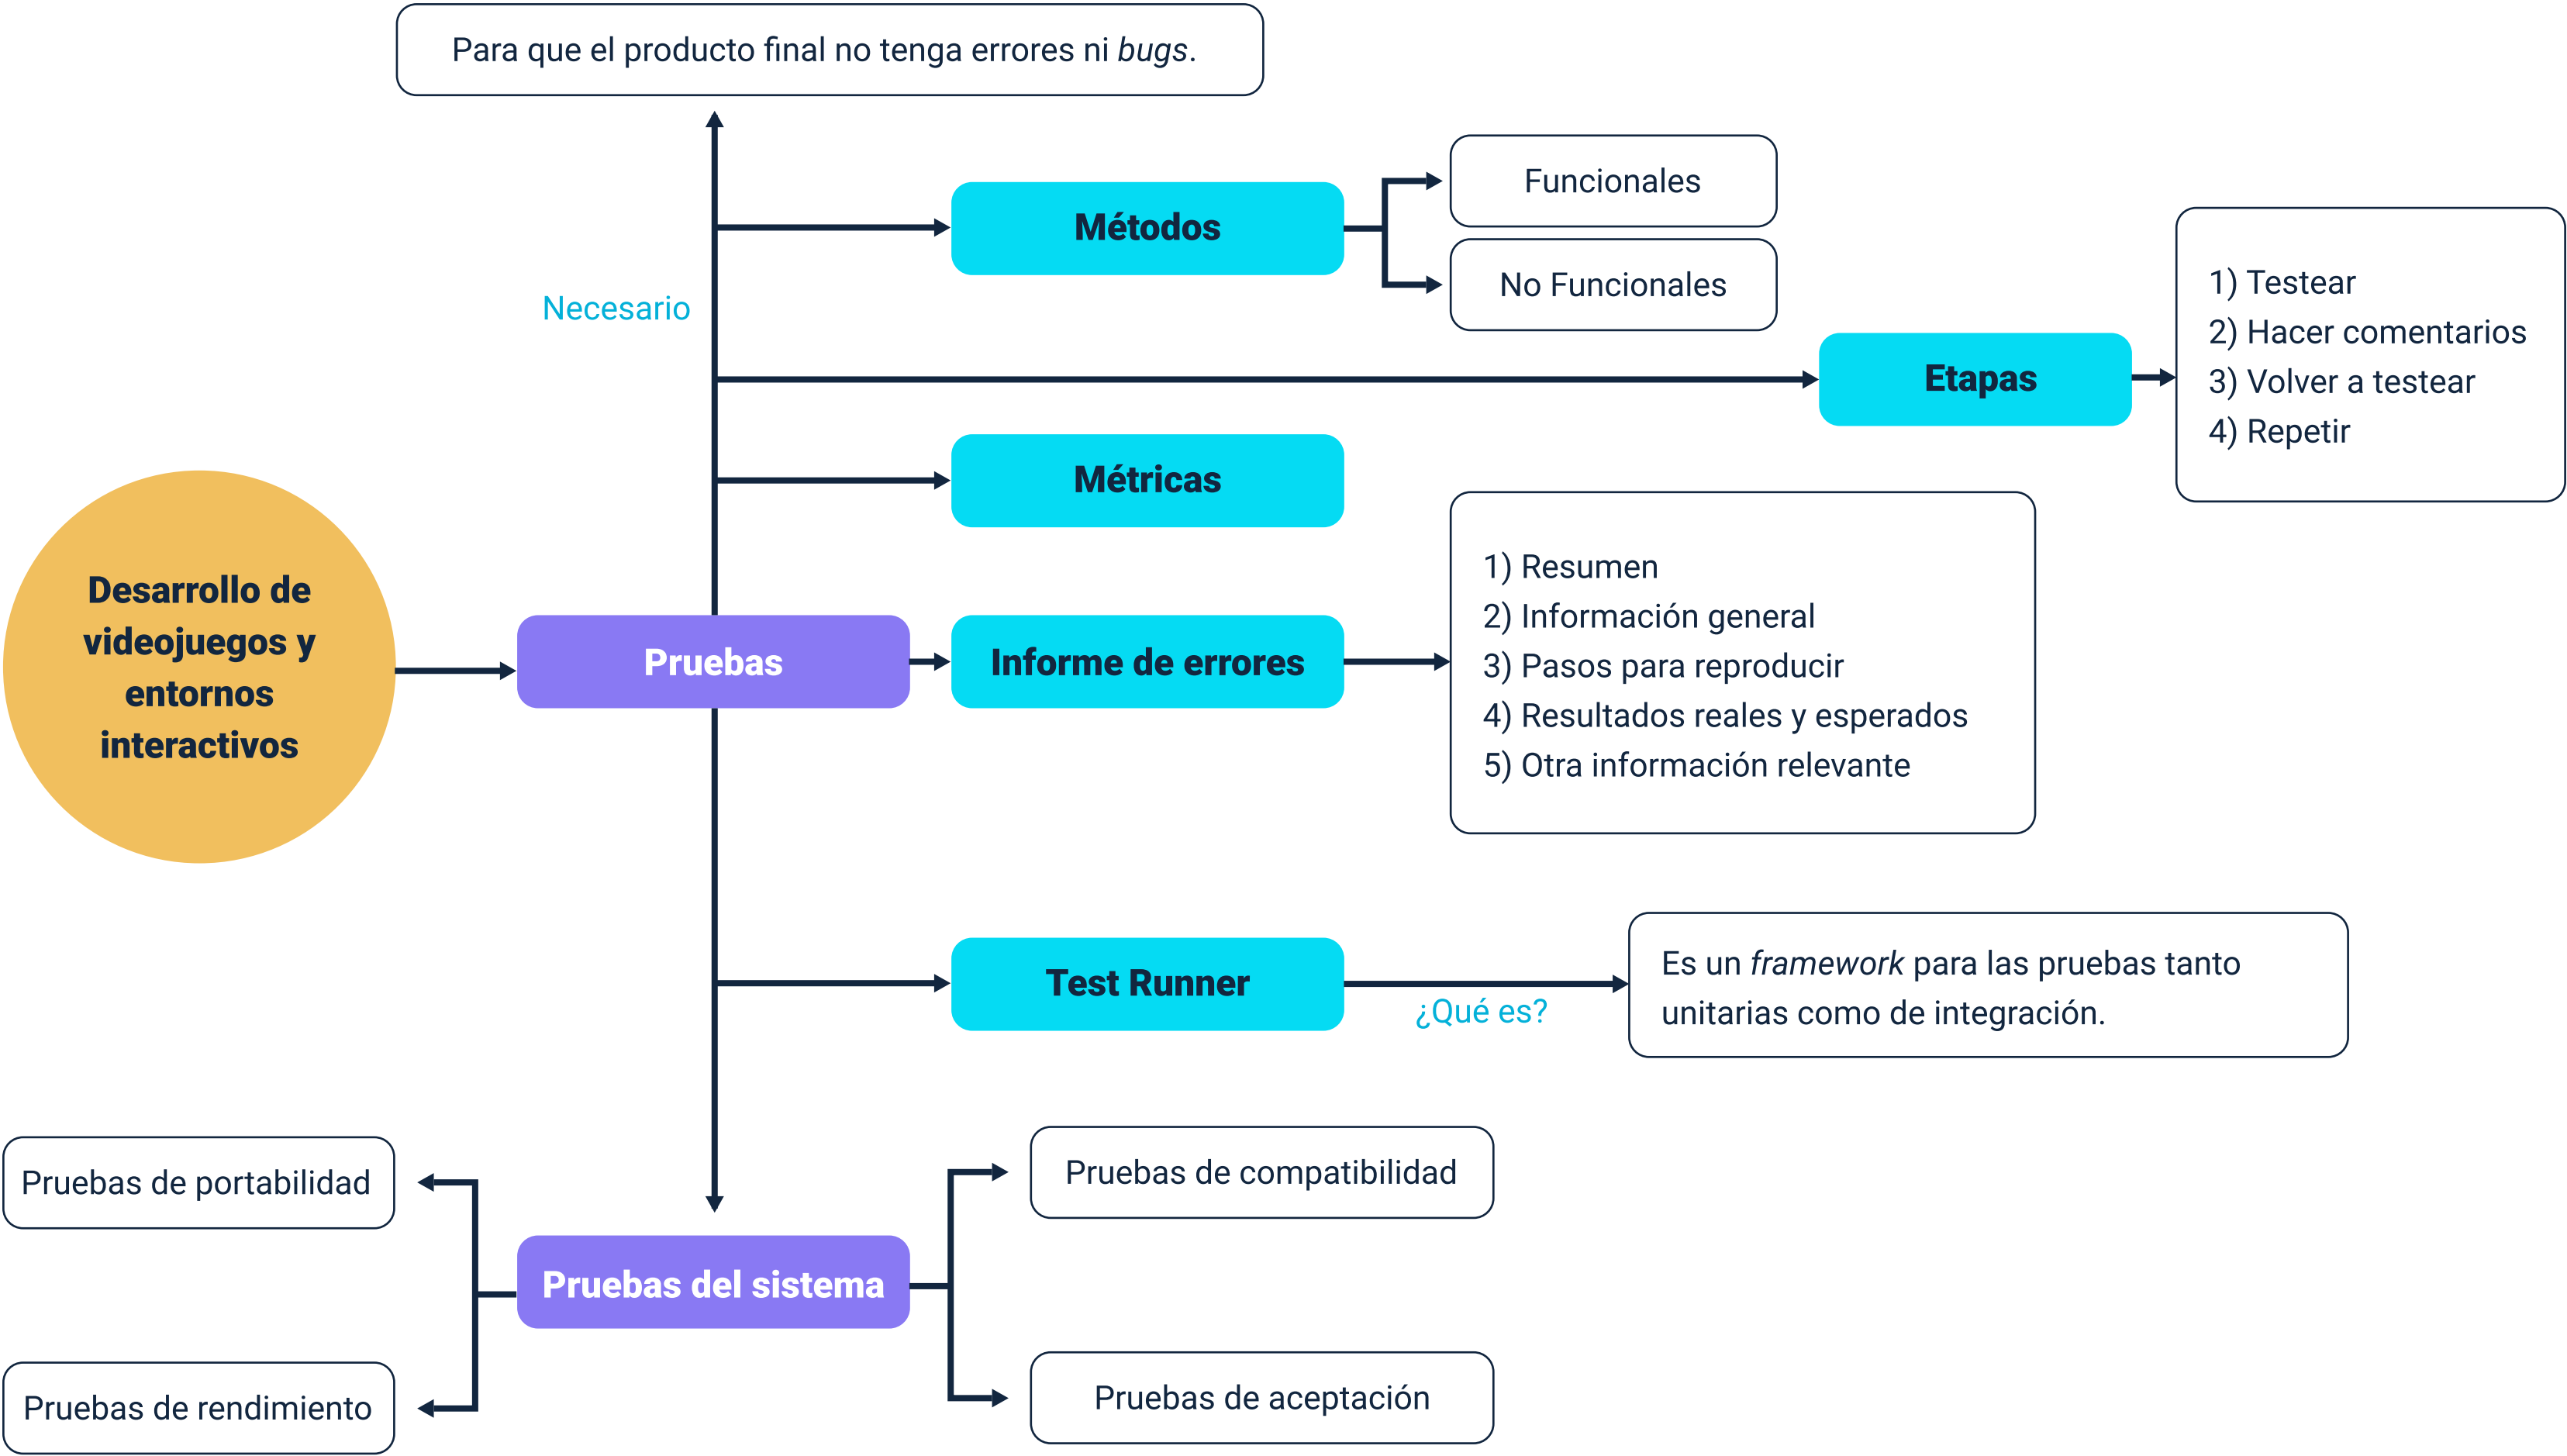 Para que el producto final no tenga errores ni bugs.
Métodos
Funcionales
No Funcionales
Necesario
Etapas
1) Testear
2) Hacer comentarios
3) Volver a testear
4) Repetir
Métricas
Desarrollo de
videojuegos y
entornos
interactivos
Pruebas
Informe de errores
1) Resumen
2) Información general
3) Pasos para reproducir
4) Resultados reales y esperados
5) Otra información relevante
Test Runner
¿Qué es?
Es un framework para las pruebas tanto
unitarias como de integración.
Pruebas de portabilidad
Pruebas de rendimiento
Pruebas del sistema
Pruebas de compatibilidad
Pruebas de aceptación